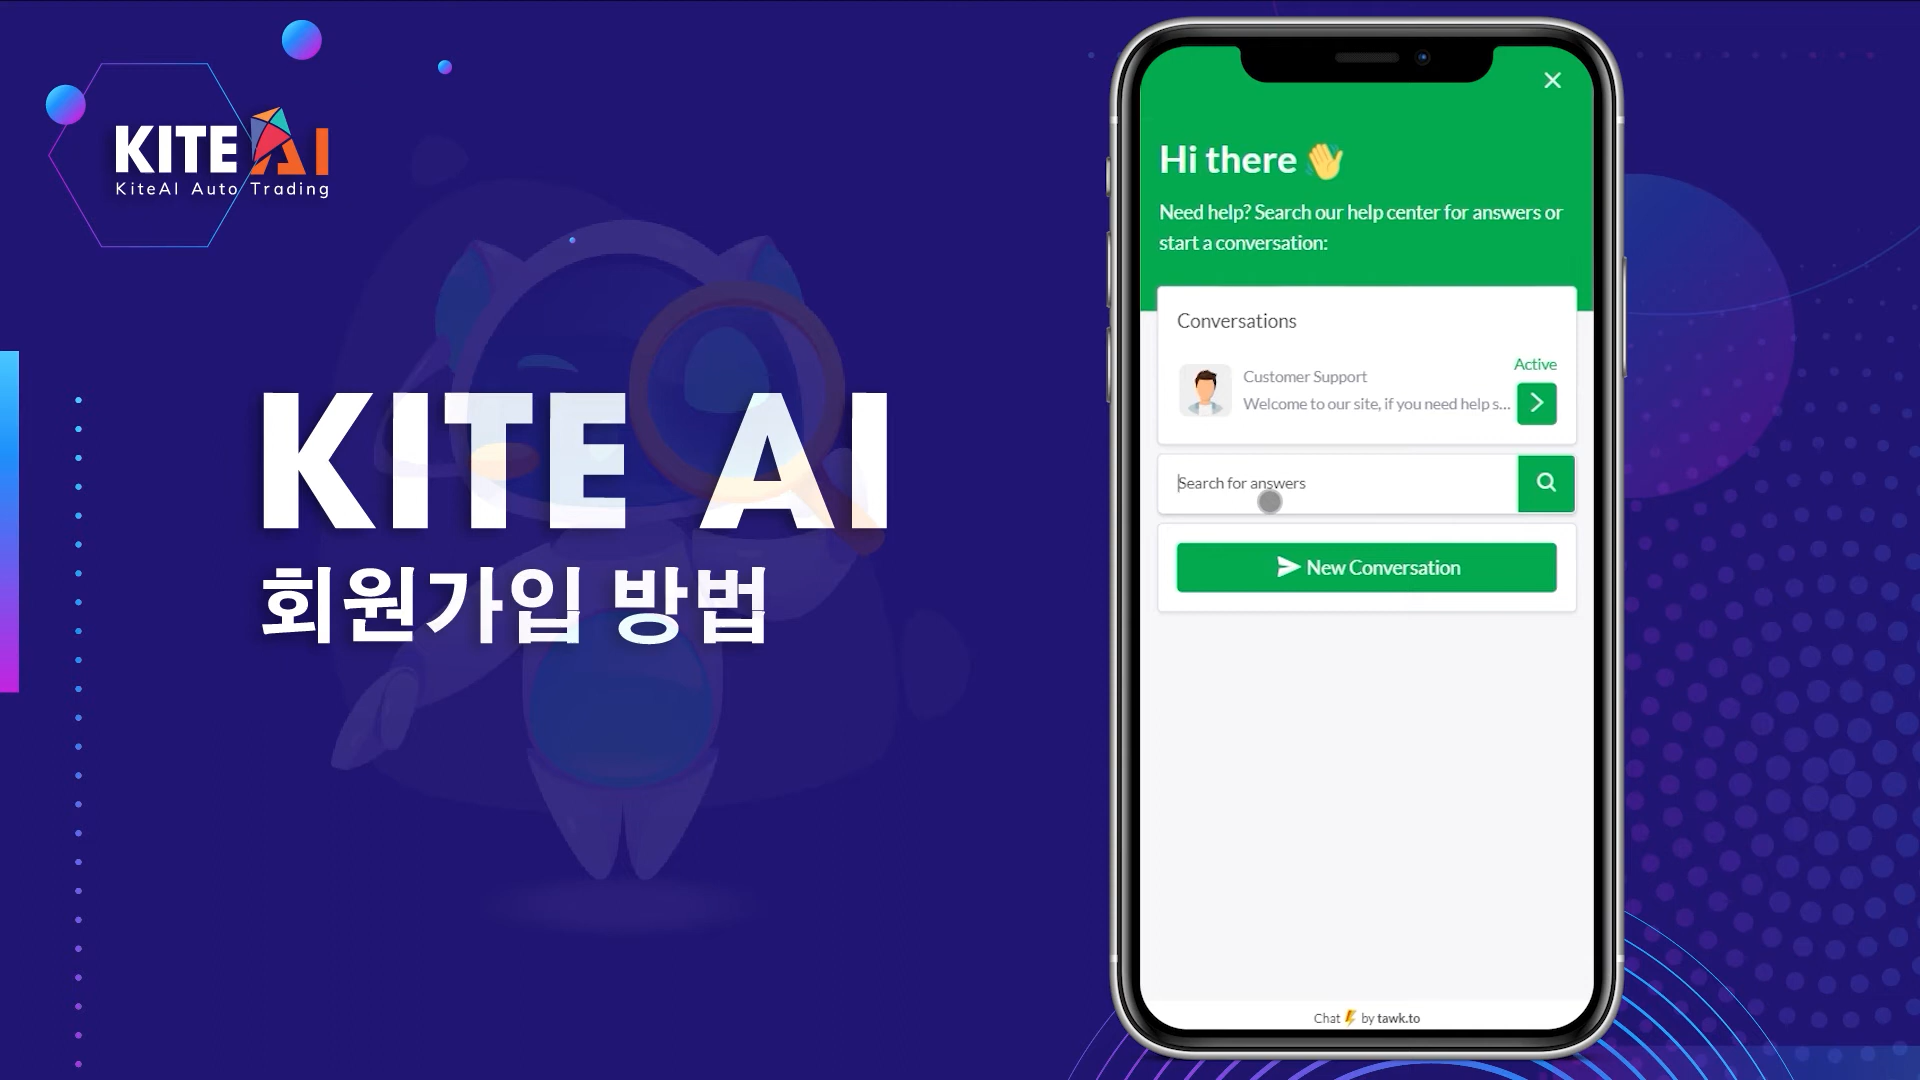 KITE AI
KiteAI Auto Trading
KITE AI
회원가입 방법
Hi there
Need help? Search our help center for answers or
start a conversation:
Conversations
Active
Customer Support
Welcome to our site, if you need help s...
Search for answers
New Conversation
Chat by tawk.to